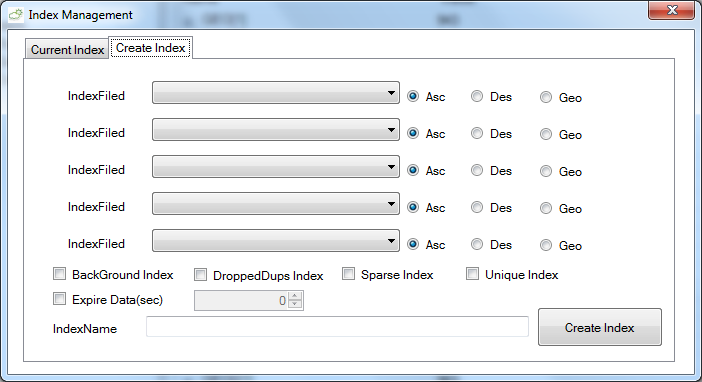 Index Management
Current Index Create Index
IndexFiled Asc Des Geo
IndexFiled Asc Des Geo
IndexFiled Asc Des Geo
IndexFiled Asc Des Geo
IndexFiled Asc Des Geo
BackGround Index DroppedDups Index Sparse Index Unique Index
Expire Data(sec) 0
IndexName Create Index